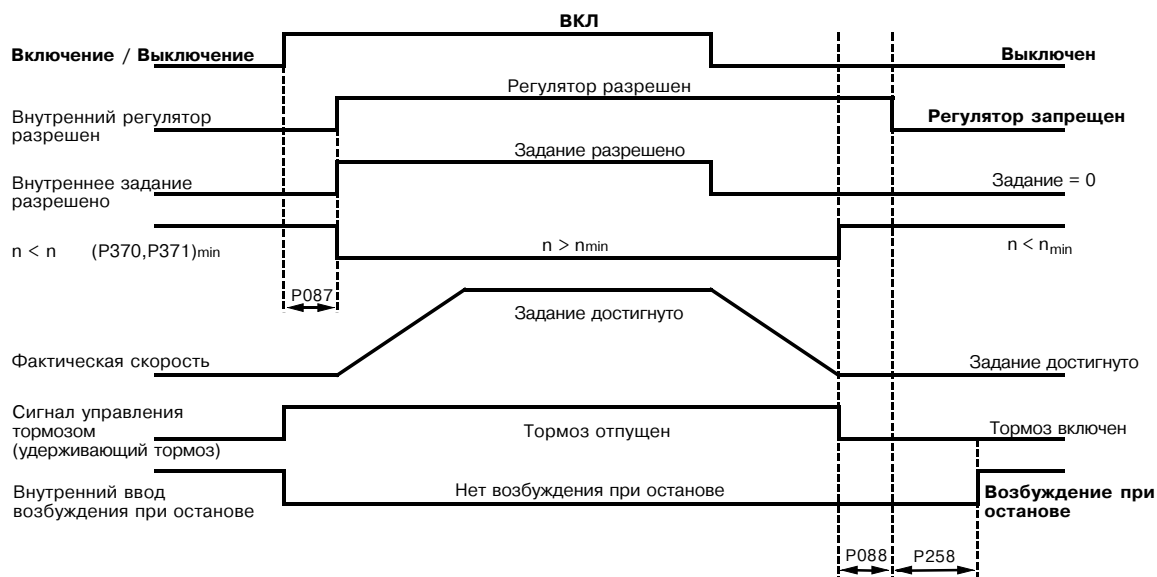 ВКЛ
Включение / Выключение
Выключен
Регулятор разрешен
Внутренний регулятор
разрешен
Регулятор запрещен
Задание разрешено
Внутреннее задание
разрешено
Задание = 0
n < n (P370,P371)min
n > nmin
n < nmin
P087
Задание достигнуто
Фактическая скорость
Задание достигнуто
Сигнал управления
тормозом
(удерживающий тормоз)
Тормоз отпущен
Тормоз включен
Внутренний ввод
возбуждения при останове
Нет возбуждения при останове
Возбуждение при
останове
P088
P258